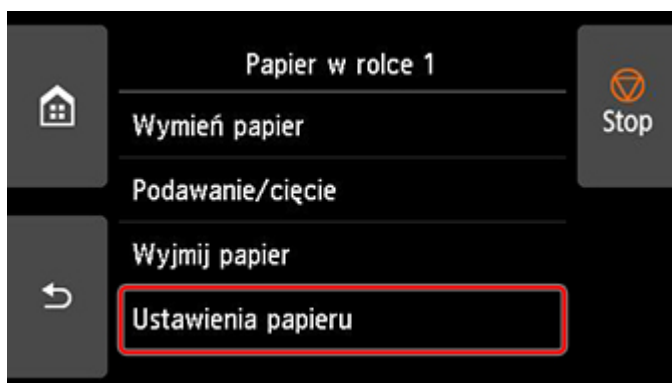 Papier w rolce 1
Stop
Wymień papier
Podawanie/cięcie
Wyjmij papier
Ustawienia papieru